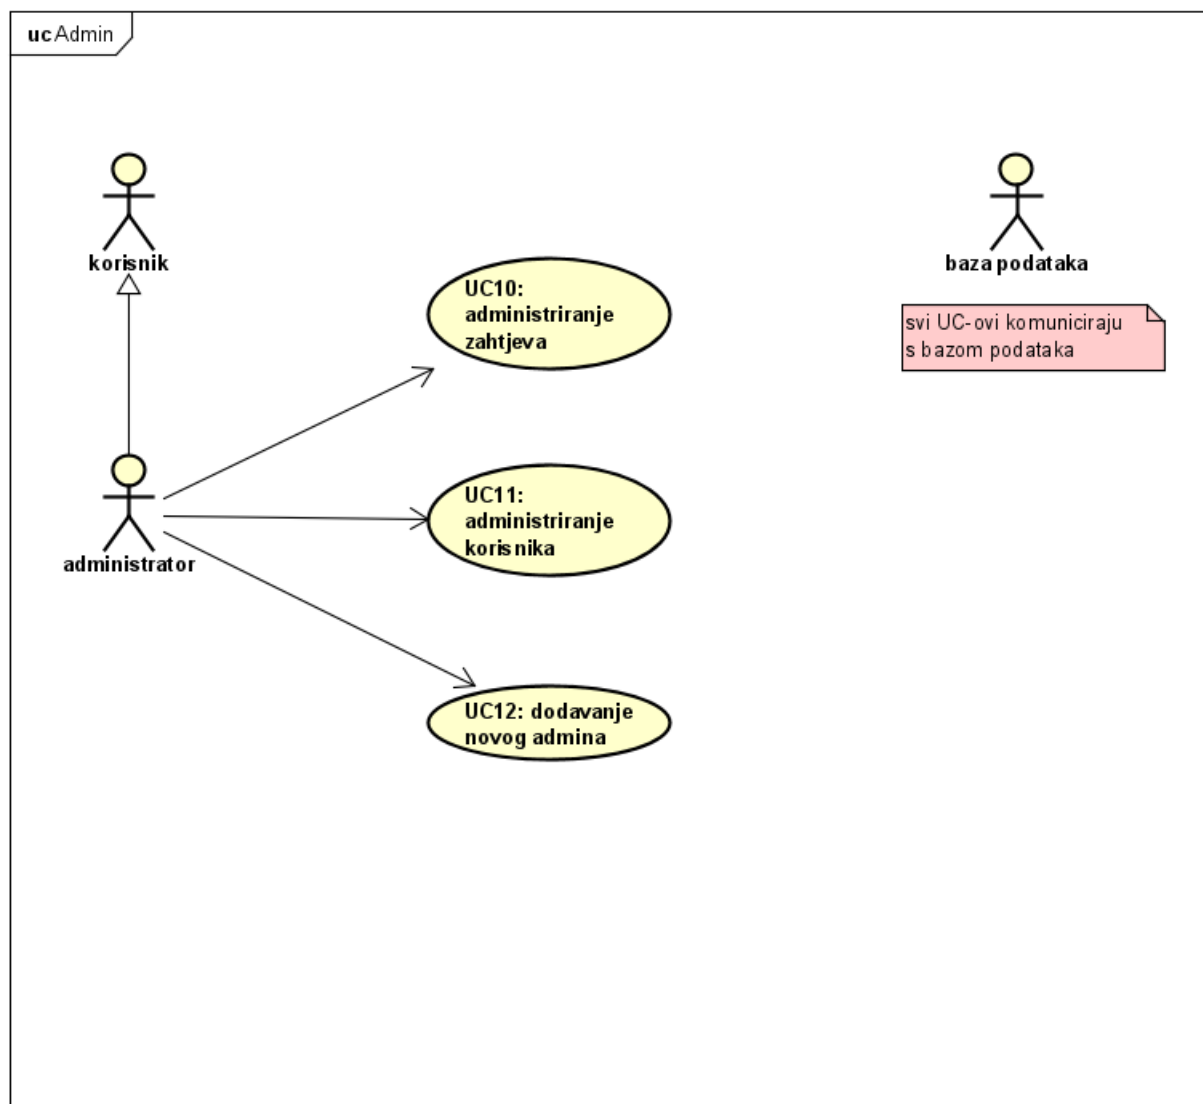 uc Admin
korisnik
baza podataka
UC10:
administriranje
zahtjeva
svi UC-ovi komuniciraju
s bazom podataka
administrator
UC11:
administriranje
korisnika
UC12: dodavanje
novog admina